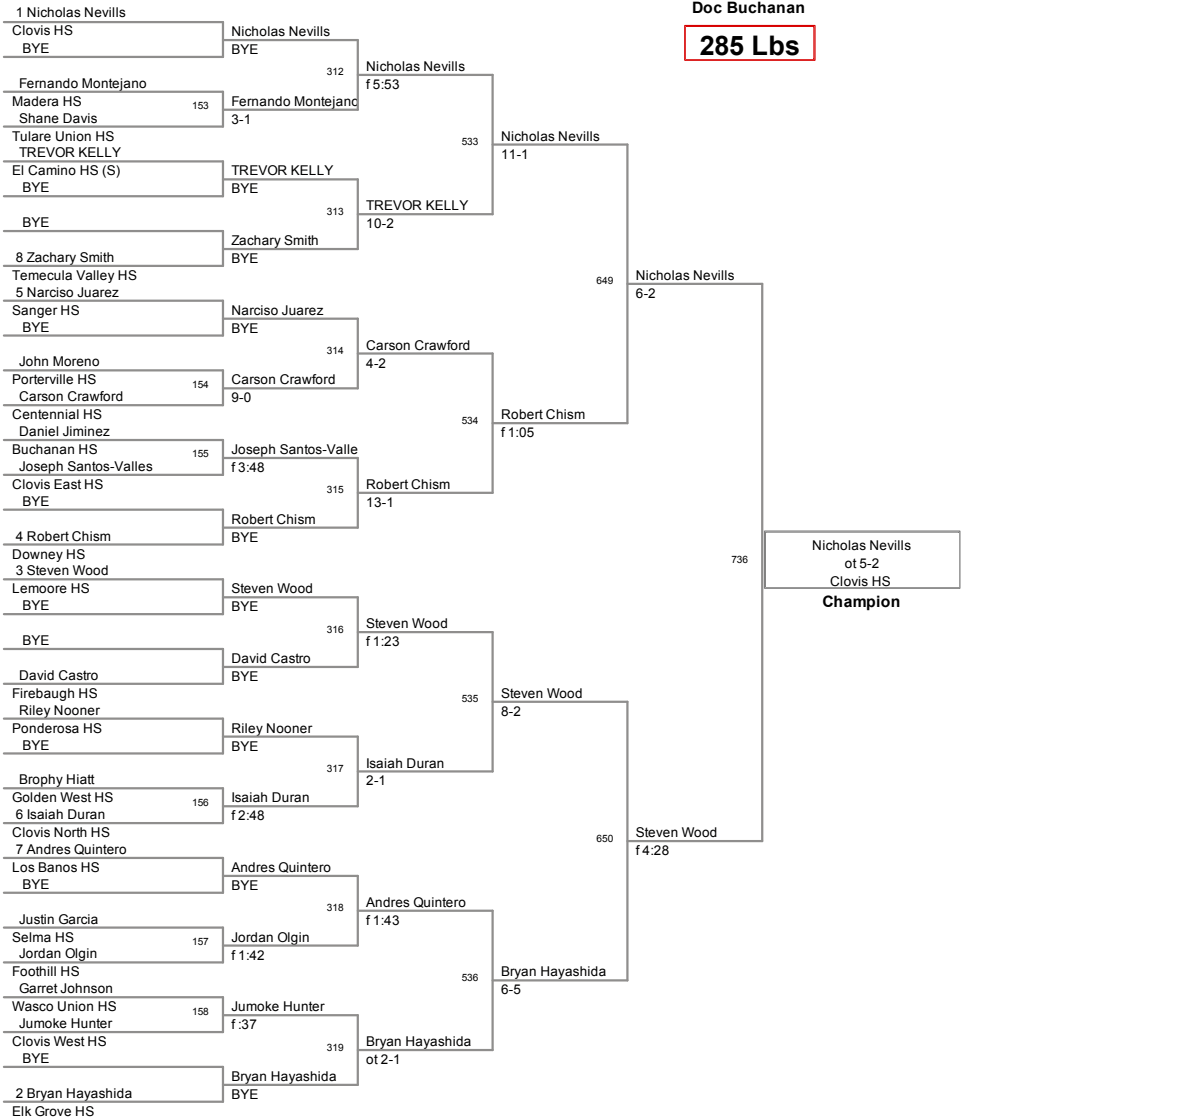 Doc Buchanan
285 Lbs
1 Nicholas Nevills
Clovis HS
BYE
Fernando Montejano
Madera HS
153
Shane Davis
Tulare Union HS
TREVOR KELLY
El Camino HS (S)
BYE
BYE
8 Zachary Smith
Temecula Valley HS
5 Narciso Juarez
Sanger HS
BYE
John Moreno
Porterville HS
154
Carson Crawford
Centennial HS
Daniel Jiminez
Buchanan HS
155
Joseph Santos-Valles
Clovis East HS
BYE
4 Robert Chism
Downey HS
3 Steven Wood
Lemoore HS
BYE
BYE
David Castro
Firebaugh HS
Riley Nooner
Ponderosa HS
BYE
Brophy Hiatt
Golden West HS
156
6 Isaiah Duran
Clovis North HS
7 Andres Quintero
Los Banos HS
BYE
Justin Garcia
Selma HS
157
Jordan Olgin
Foothill HS
Garret Johnson
Wasco Union HS
158
Jumoke Hunter
Clovis West HS
BYE
2 Bryan Hayashida
Elk Grove HS
Nicholas Nevills
BYE
312
Fernando Montejano
3-1
TREVOR KELLY
BYE
313
Zachary Smith
BYE
Narciso Juarez
BYE
314
Carson Crawford
9-0
Joseph Santos-Valle
f 3:48
315
Robert Chism
BYE
Steven Wood
BYE
316
David Castro
BYE
Riley Nooner
BYE
317
Isaiah Duran
f 2:48
Andres Quintero
BYE
318
Jordan Olgin
f 1:42
Jumoke Hunter
f :37
319
Bryan Hayashida
BYE
Nicholas Nevills
f 5:53
533
TREVOR KELLY
10-2
Carson Crawford
4-2
534
Robert Chism
13-1
Steven Wood
f 1:23
535
Isaiah Duran
2-1
Andres Quintero
f 1:43
536
Bryan Hayashida
ot 2-1
Nicholas Nevills
11-1
649
Robert Chism
f 1:05
Steven Wood
8-2
650
Bryan Hayashida
6-5
Nicholas Nevills
6-2
736
Steven Wood
f 4:28
Nicholas Nevills
ot 5-2
Clovis HS
Champion